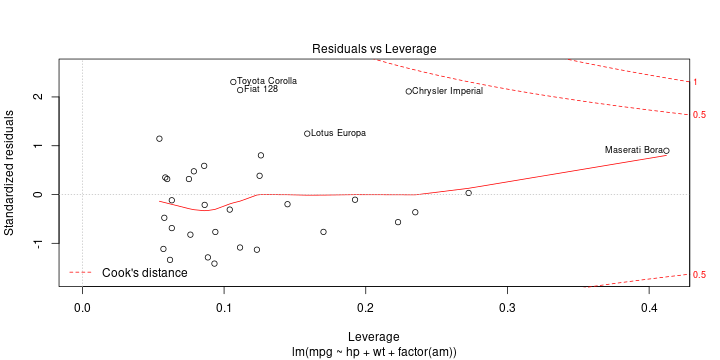 Residuals vs Leverage
Toyota Corolla
Fiat 128
Chrysler Imperial
Lotus Europa
Maserati Bora
1
0.5
0.5
Standardized residuals
2
1
0
-1
Cook's distance
0.0 0.1 0.2 0.3 0.4
Leverage
lm(mpg ~ hp + wt + factor(am))